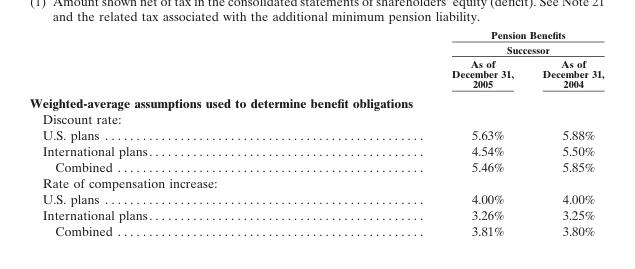 (1) Amount shown net of tax in the consolidated statements of shareholders' equity (deficit). See Note 21
and the related tax associated with the additional minimum pension liability.
Pension Benefits
Successor
As of December 31, 2005 As of December 31, 2004
Weighted-average assumptions used to determine benefit obligations
Discount rate:
U.S. plans 5.63% 5.88%
International plans 4.54% 5.50%
Combined 5.46% 5.85%
Rate of compensation increase:
U.S. plans 4.00% 4.00%
International plans 3.26% 3.25%
Combined 3.81% 3.80%